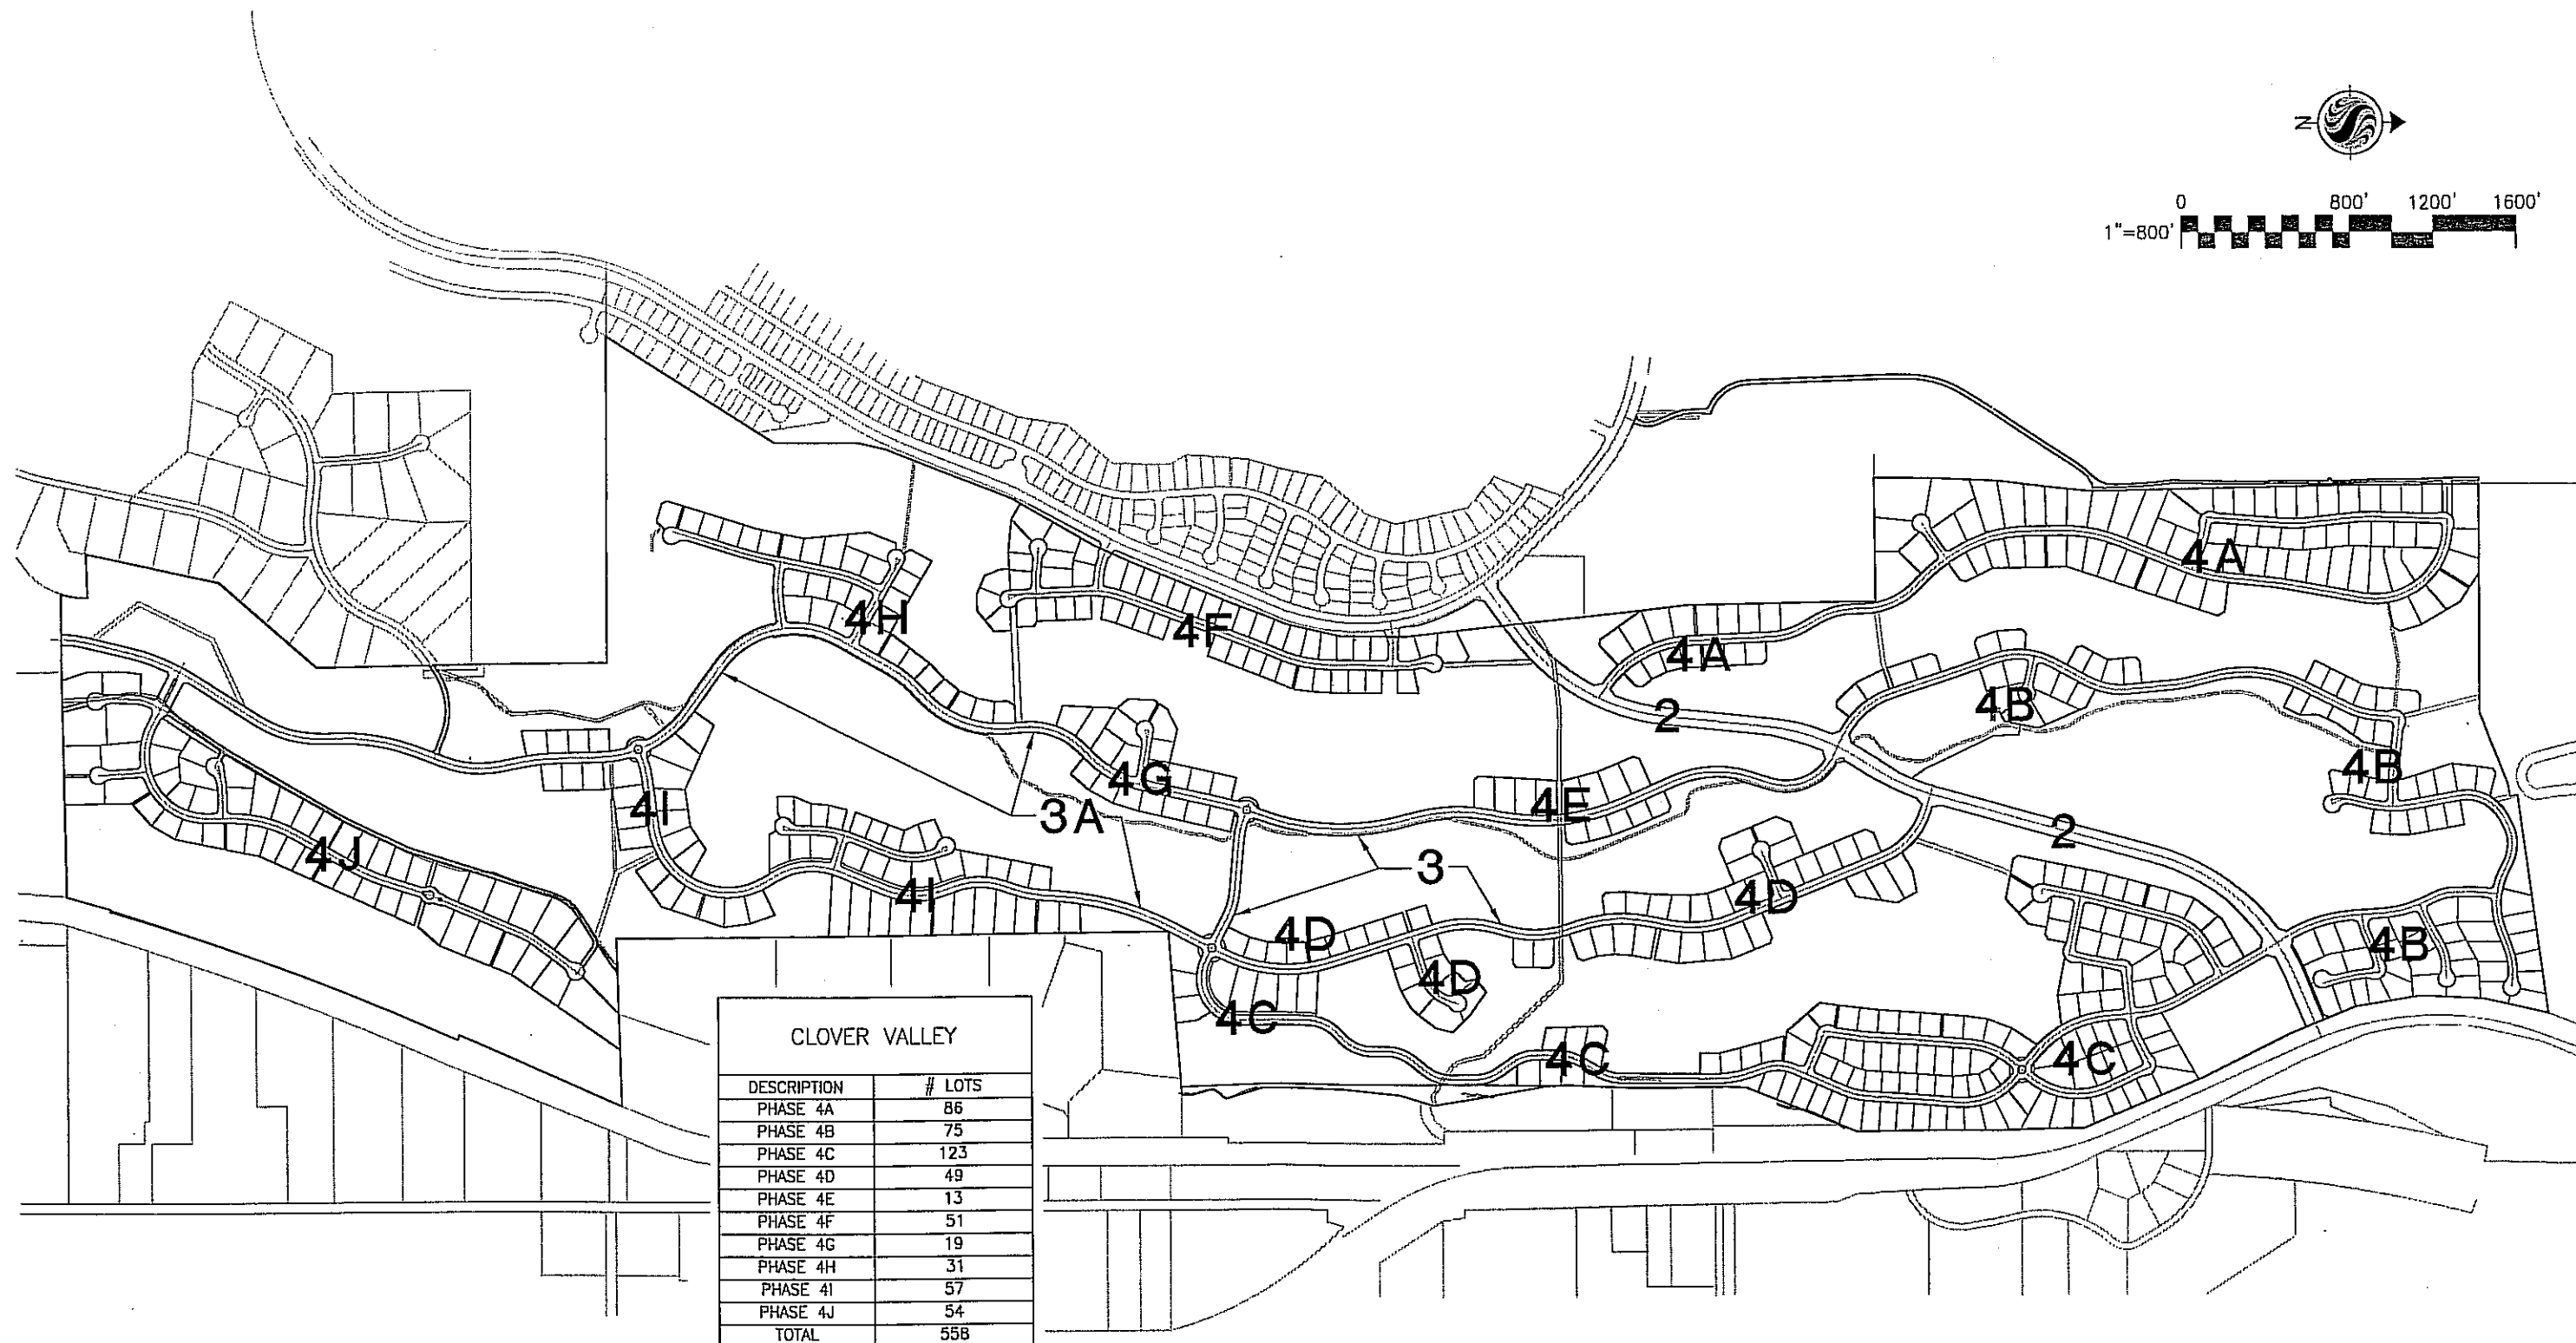 N
0 800' 1200' 1600'
1"=800'
4A
4H
4F
4A
2
4B
4G
4I
3A
4E
4B
2
4J
3
4I
4D
4D
4B
4D
4C
4C
4C
CLOVER VALLEY
DESCRIPTION # LOTS
PHASE 4A 86
PHASE 4B 75
PHASE 4C 123
PHASE 4D 49
PHASE 4E 13
PHASE 4F 51
PHASE 4G 19
PHASE 4H 31
PHASE 4I 57
PHASE 4J 54
TOTAL 558